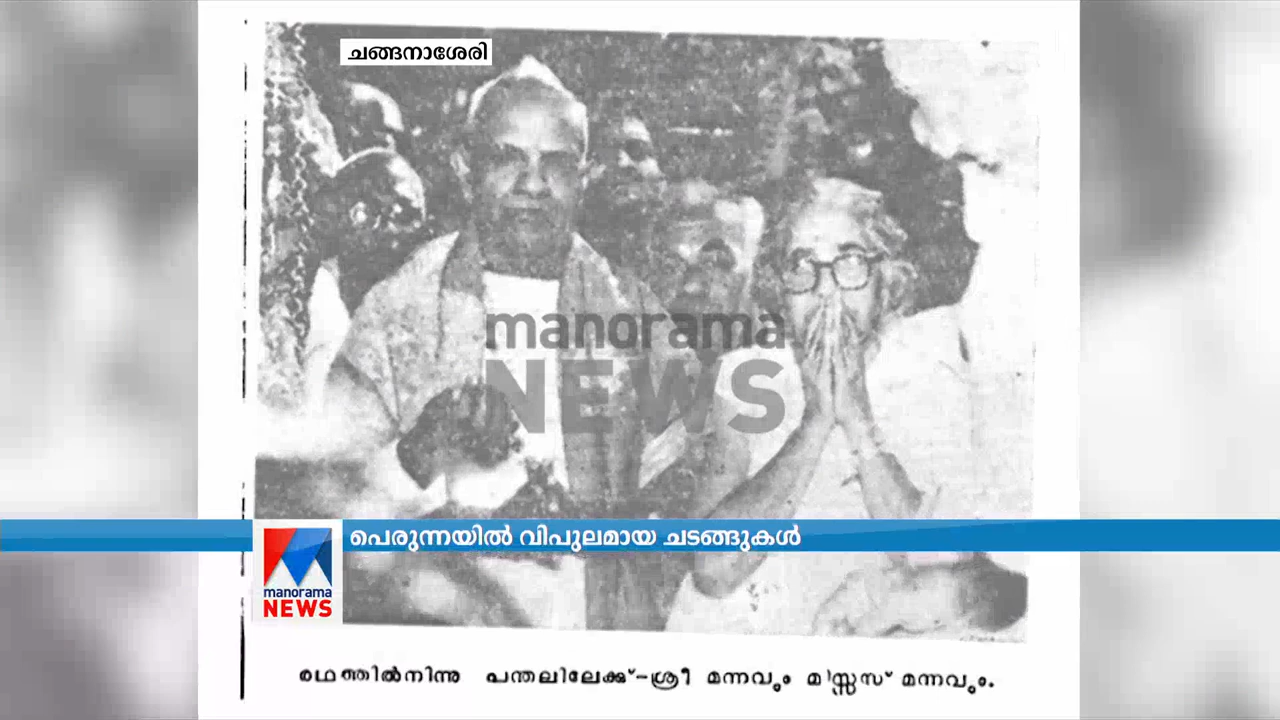 ചങ്ങനാശേരി
manorama
NEWS
പെരുന്നയിൽ വിപുലമായ ചടങ്ങുകൾ
manorama
NEWS
രഥത്തിൽനിന്നു പന്തലിലേക്കു്-ശ്രീ മന്നവും മിസ്സസ് മന്നവും.